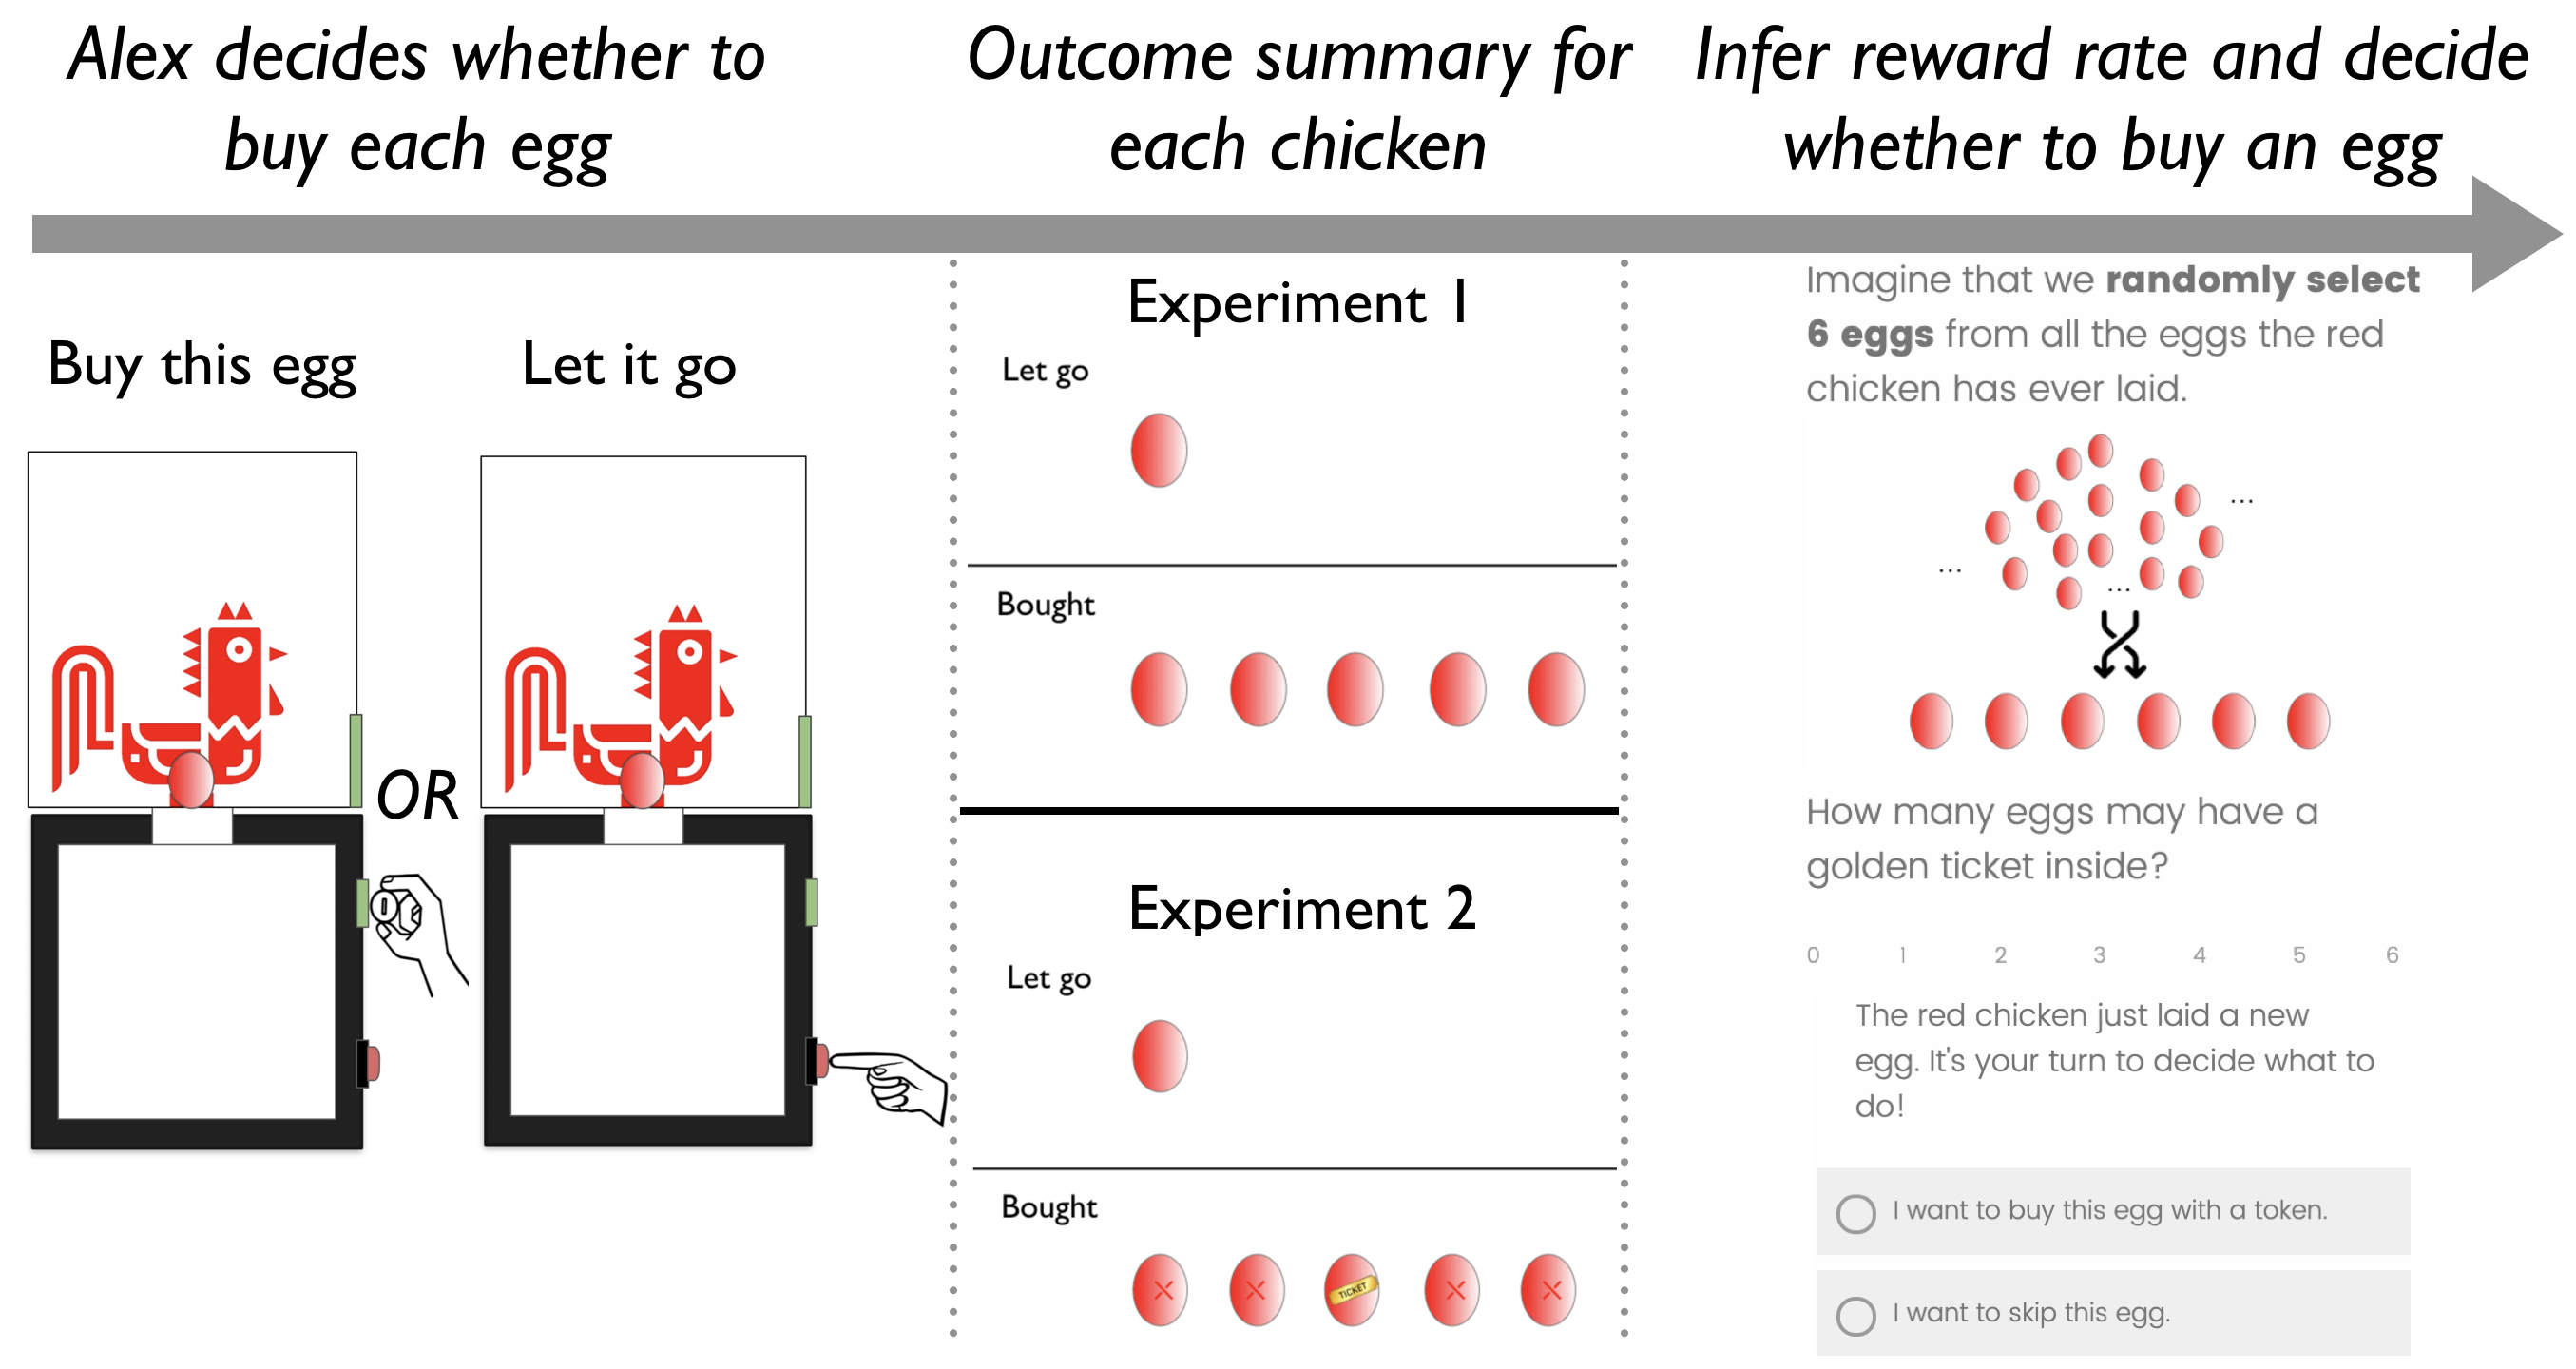 Alex decides whether to
buy each egg
Outcome summary for
each chicken
Infer reward rate and decide
whether to buy an egg
Buy this egg
Let it go
OR
Experiment 1
Let go
Bought
Experiment 2
Let go
Bought
TICKET
Imagine that we randomly select
6 eggs from all the eggs the red
chicken has ever laid.
...
...
...
How many eggs may have a
golden ticket inside?
0 1 2 3 4 5 6
The red chicken just laid a new
egg. It's your turn to decide what to
do!
I want to buy this egg with a token.
I want to skip this egg.